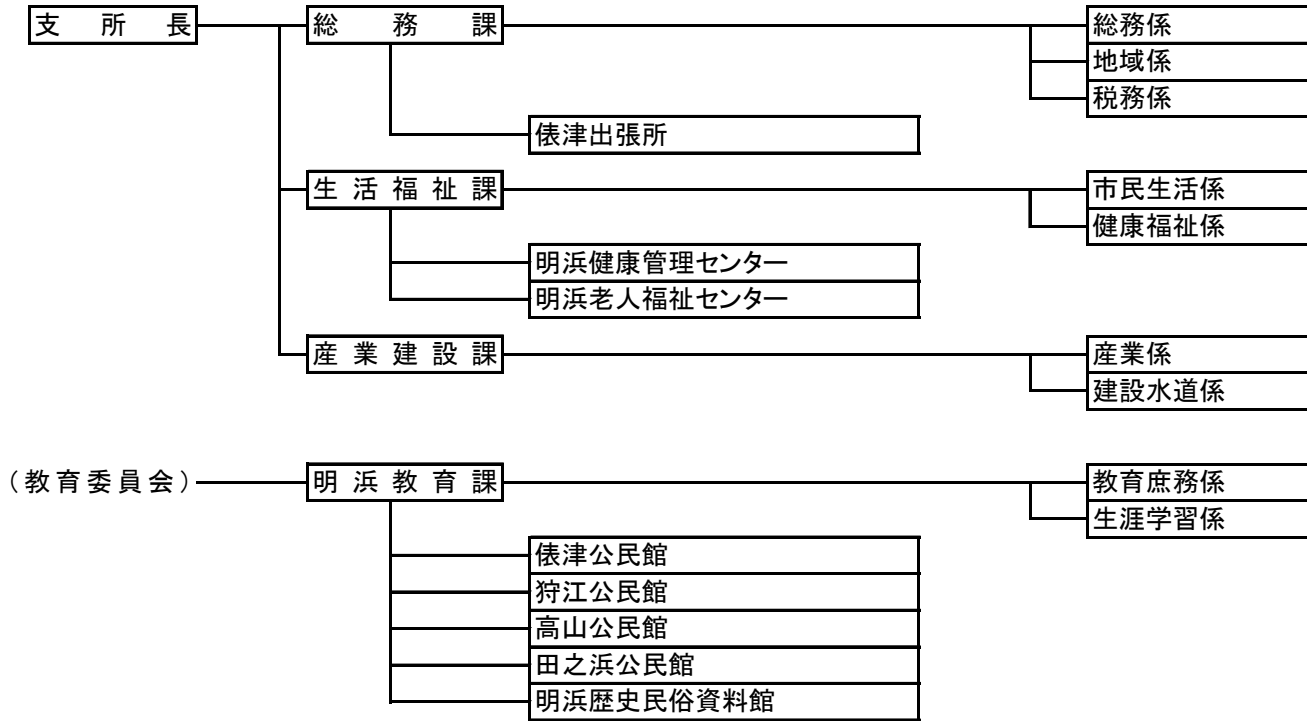 支所長 総務課 総務係
地域係
税務係
俵津出張所
生活福祉課 市民生活係
健康福祉係
明浜健康管理センター
明浜老人福祉センター
産業建設課 産業係
建設水道係
(教育委員会) 明浜教育課 教育庶務係
生涯学習係
俵津公民館
狩江公民館
高山公民館
田之浜公民館
明浜歴史民俗資料館